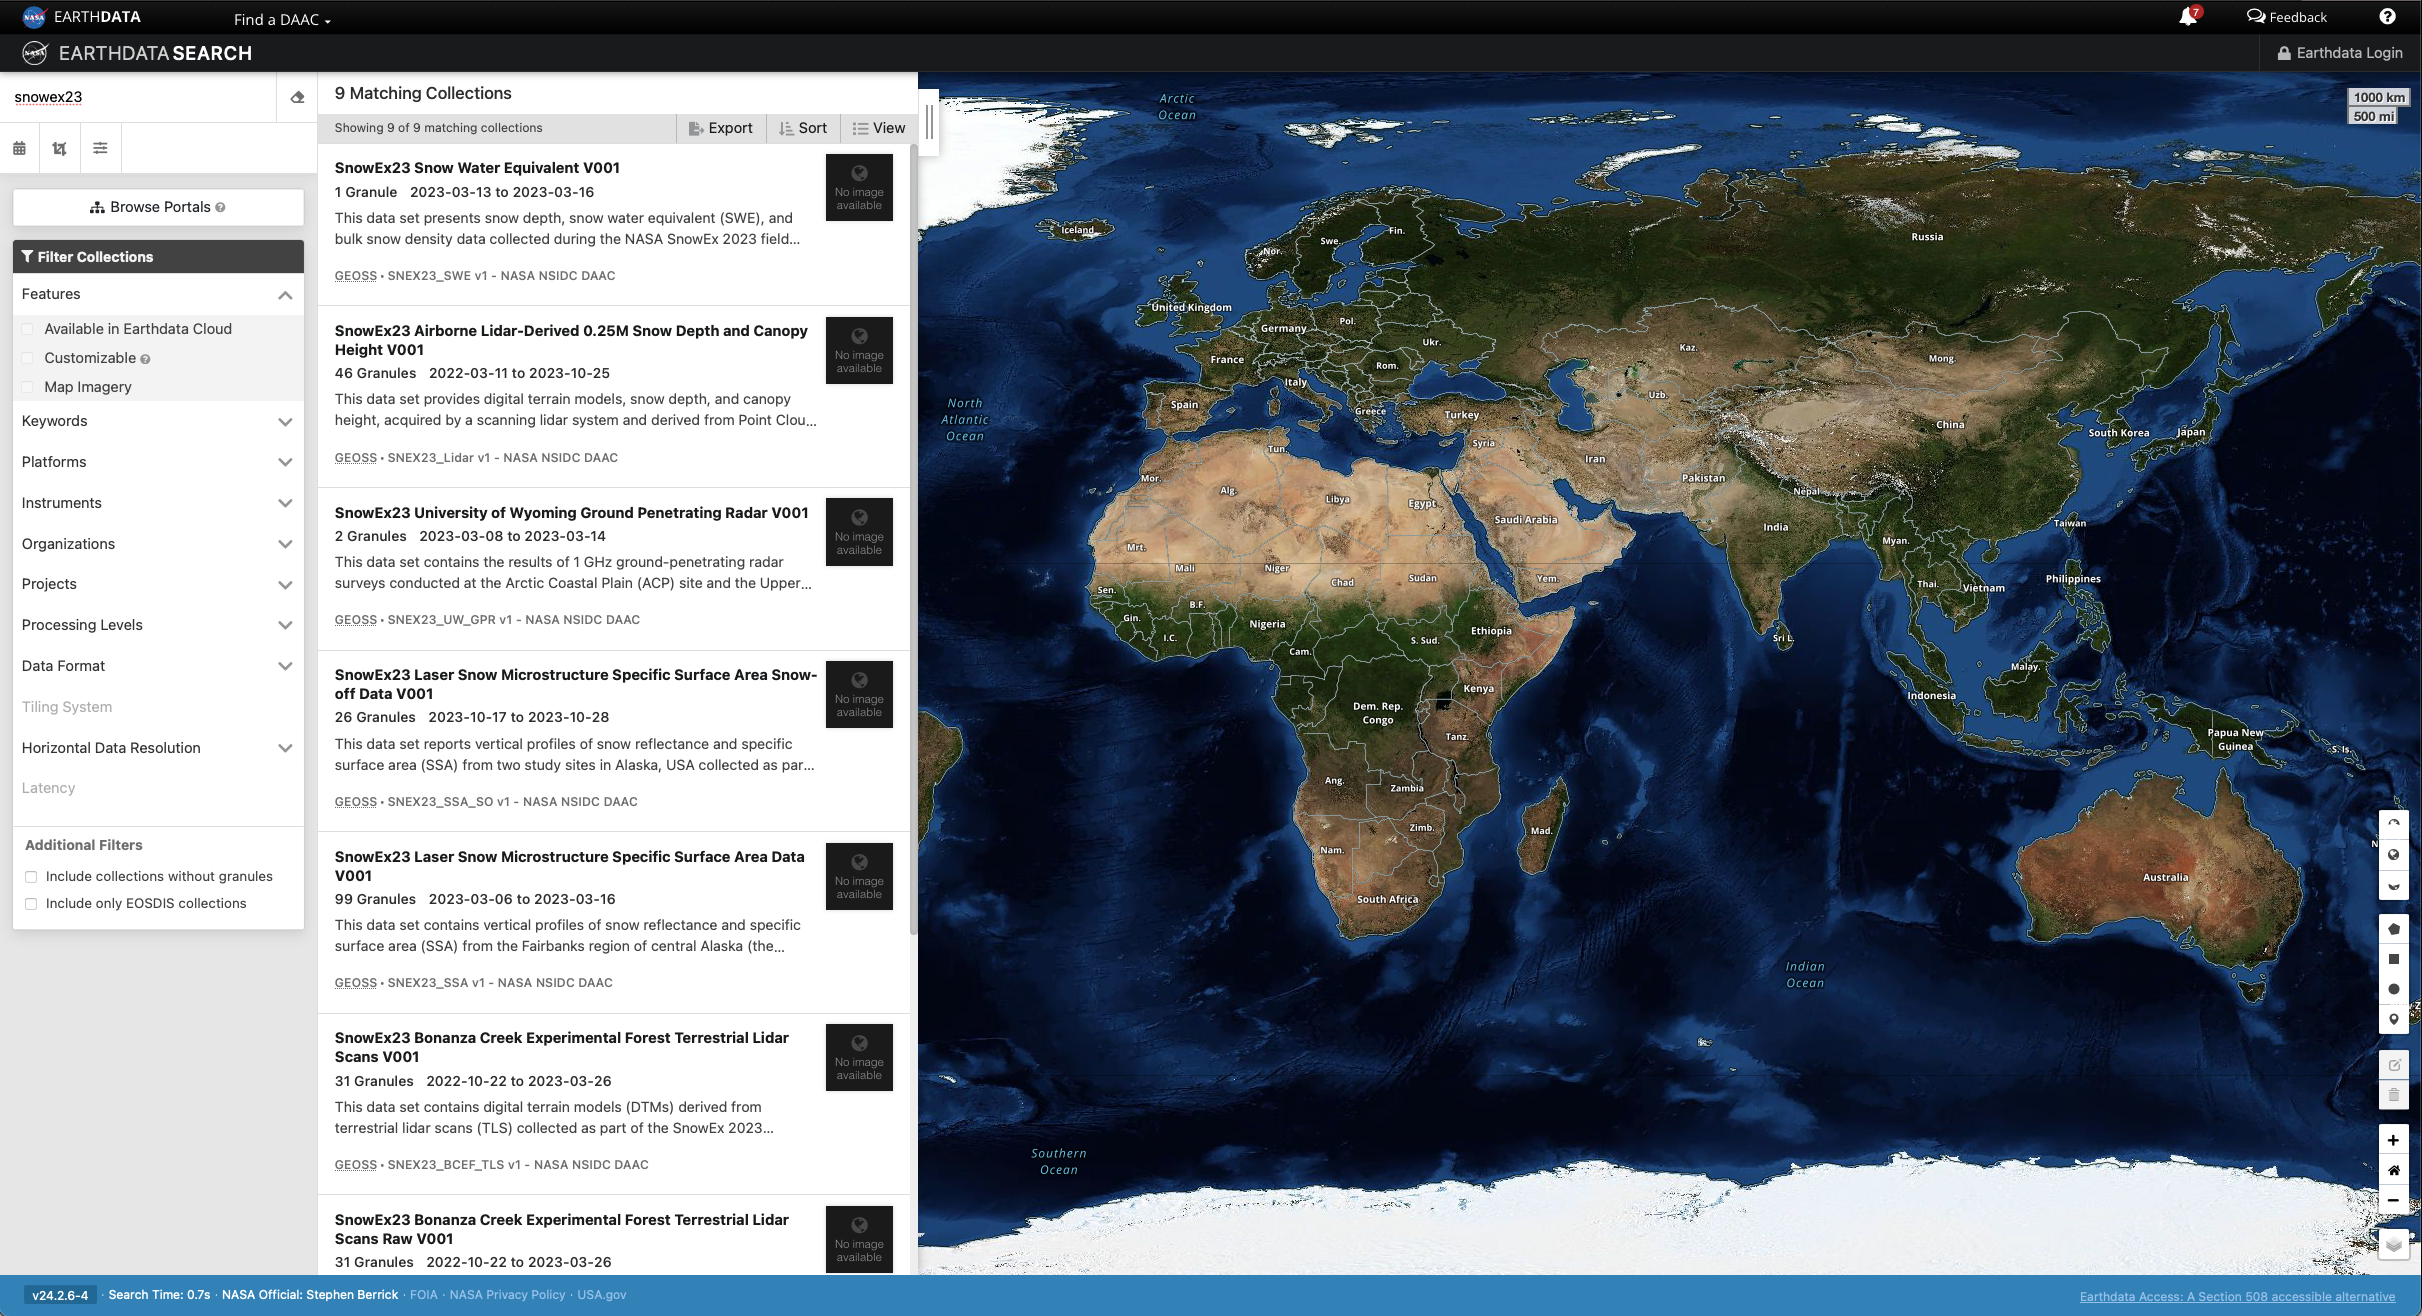 EARTHDATA
Find a DAAC
7
Feedback
EARTHDATA SEARCH
Earthdata Login
snowex23
Browse Portals
Filter Collections
Features
Available in Earthdata Cloud
Customizable
Map Imagery
Keywords
Platforms
Instruments
Organizations
Projects
Processing Levels
Data Format
Tiling System
Horizontal Data Resolution
Latency
Additional Filters
Include collections without granules
Include only EOSDIS collections
9 Matching Collections
Showing 9 of 9 matching collections
Export
Sort
View
SnowEx23 Snow Water Equivalent V001
1 Granule 2023-03-13 to 2023-03-16
This data set presents snow depth, snow water equivalent (SWE), and
bulk snow density data collected during the NASA SnowEx 2023 field...
GEOSS • SNEX23_SWE v1 - NASA NSIDC DAAC
No image
available
SnowEx23 Airborne Lidar-Derived 0.25M Snow Depth and Canopy
Height V001
46 Granules 2022-03-11 to 2023-10-25
This data set provides digital terrain models, snow depth, and canopy
height, acquired by a scanning lidar system and derived from Point Clou...
GEOSS • SNEX23_Lidar v1 - NASA NSIDC DAAC
No image
available
SnowEx23 University of Wyoming Ground Penetrating Radar V001
2 Granules 2023-03-08 to 2023-03-14
This data set contains the results of 1 GHz ground-penetrating radar
surveys conducted at the Arctic Coastal Plain (ACP) site and the Upper...
GEOSS • SNEX23_UW_GPR v1 - NASA NSIDC DAAC
No image
available
SnowEx23 Laser Snow Microstructure Specific Surface Area Snow-
off Data V001
26 Granules 2023-10-17 to 2023-10-28
This data set reports vertical profiles of snow reflectance and specific
surface area (SSA) from two study sites in Alaska, USA collected as par...
GEOSS • SNEX23_SSA_SO v1 - NASA NSIDC DAAC
No image
available
SnowEx23 Laser Snow Microstructure Specific Surface Area Data
V001
99 Granules 2023-03-06 to 2023-03-16
This data set contains vertical profiles of snow reflectance and specific
surface area (SSA) from the Fairbanks region of central Alaska (the...
GEOSS • SNEX23_SSA v1 - NASA NSIDC DAAC
No image
available
SnowEx23 Bonanza Creek Experimental Forest Terrestrial Lidar
Scans V001
31 Granules 2022-10-22 to 2023-03-26
This data set contains digital terrain models (DTMs) derived from
terrestrial lidar scans (TLS) collected as part of the SnowEx 2023...
GEOSS • SNEX23_BCEF_TLS v1 - NASA NSIDC DAAC
No image
available
SnowEx23 Bonanza Creek Experimental Forest Terrestrial Lidar
Scans Raw V001
31 Granules 2022-10-22 to 2023-03-26
No image
available
1000 km
500 mi
Arctic
Ocean
Iceland
Swe.
Fin.
Nor.
Russia
United Kingdom
Germany
Pol.
Ukr.
Kaz.
Mong.
France
Rom.
Italy
Uzb.
North
Atlantic
Ocean
Spain
Greece
Turkey
China
South Korea
Japan
Tun.
Syria
Iran
Mor.
Pakistan
Nepal
Alg.
Libya
Egypt
Saudi Arabia
India
Taiwan
Mrt.
Myan.
Mali
Niger
Chad
Sudan
Yem.
Thai.
Vietnam
Philippines
Sen.
B.F.
Gin.
I.C.
Nigeria
S. Sud.
Ethiopia
Sri L.
Cam.
Malay.
Kenya
Indonesia
Dem. Rep.
Congo
Tanz.
Papua New
Guinea
S. Is.
Ang.
Zambia
Zimb.
Mad.
Nam.
Australia
South Africa
Indian
Ocean
Southern
Ocean
v24.2.6-4 · Search Time: 0.7s · NASA Official: Stephen Berrick · FOIA · NASA Privacy Policy · USA.gov
Earthdata Access: A Section 508 accessible alternative